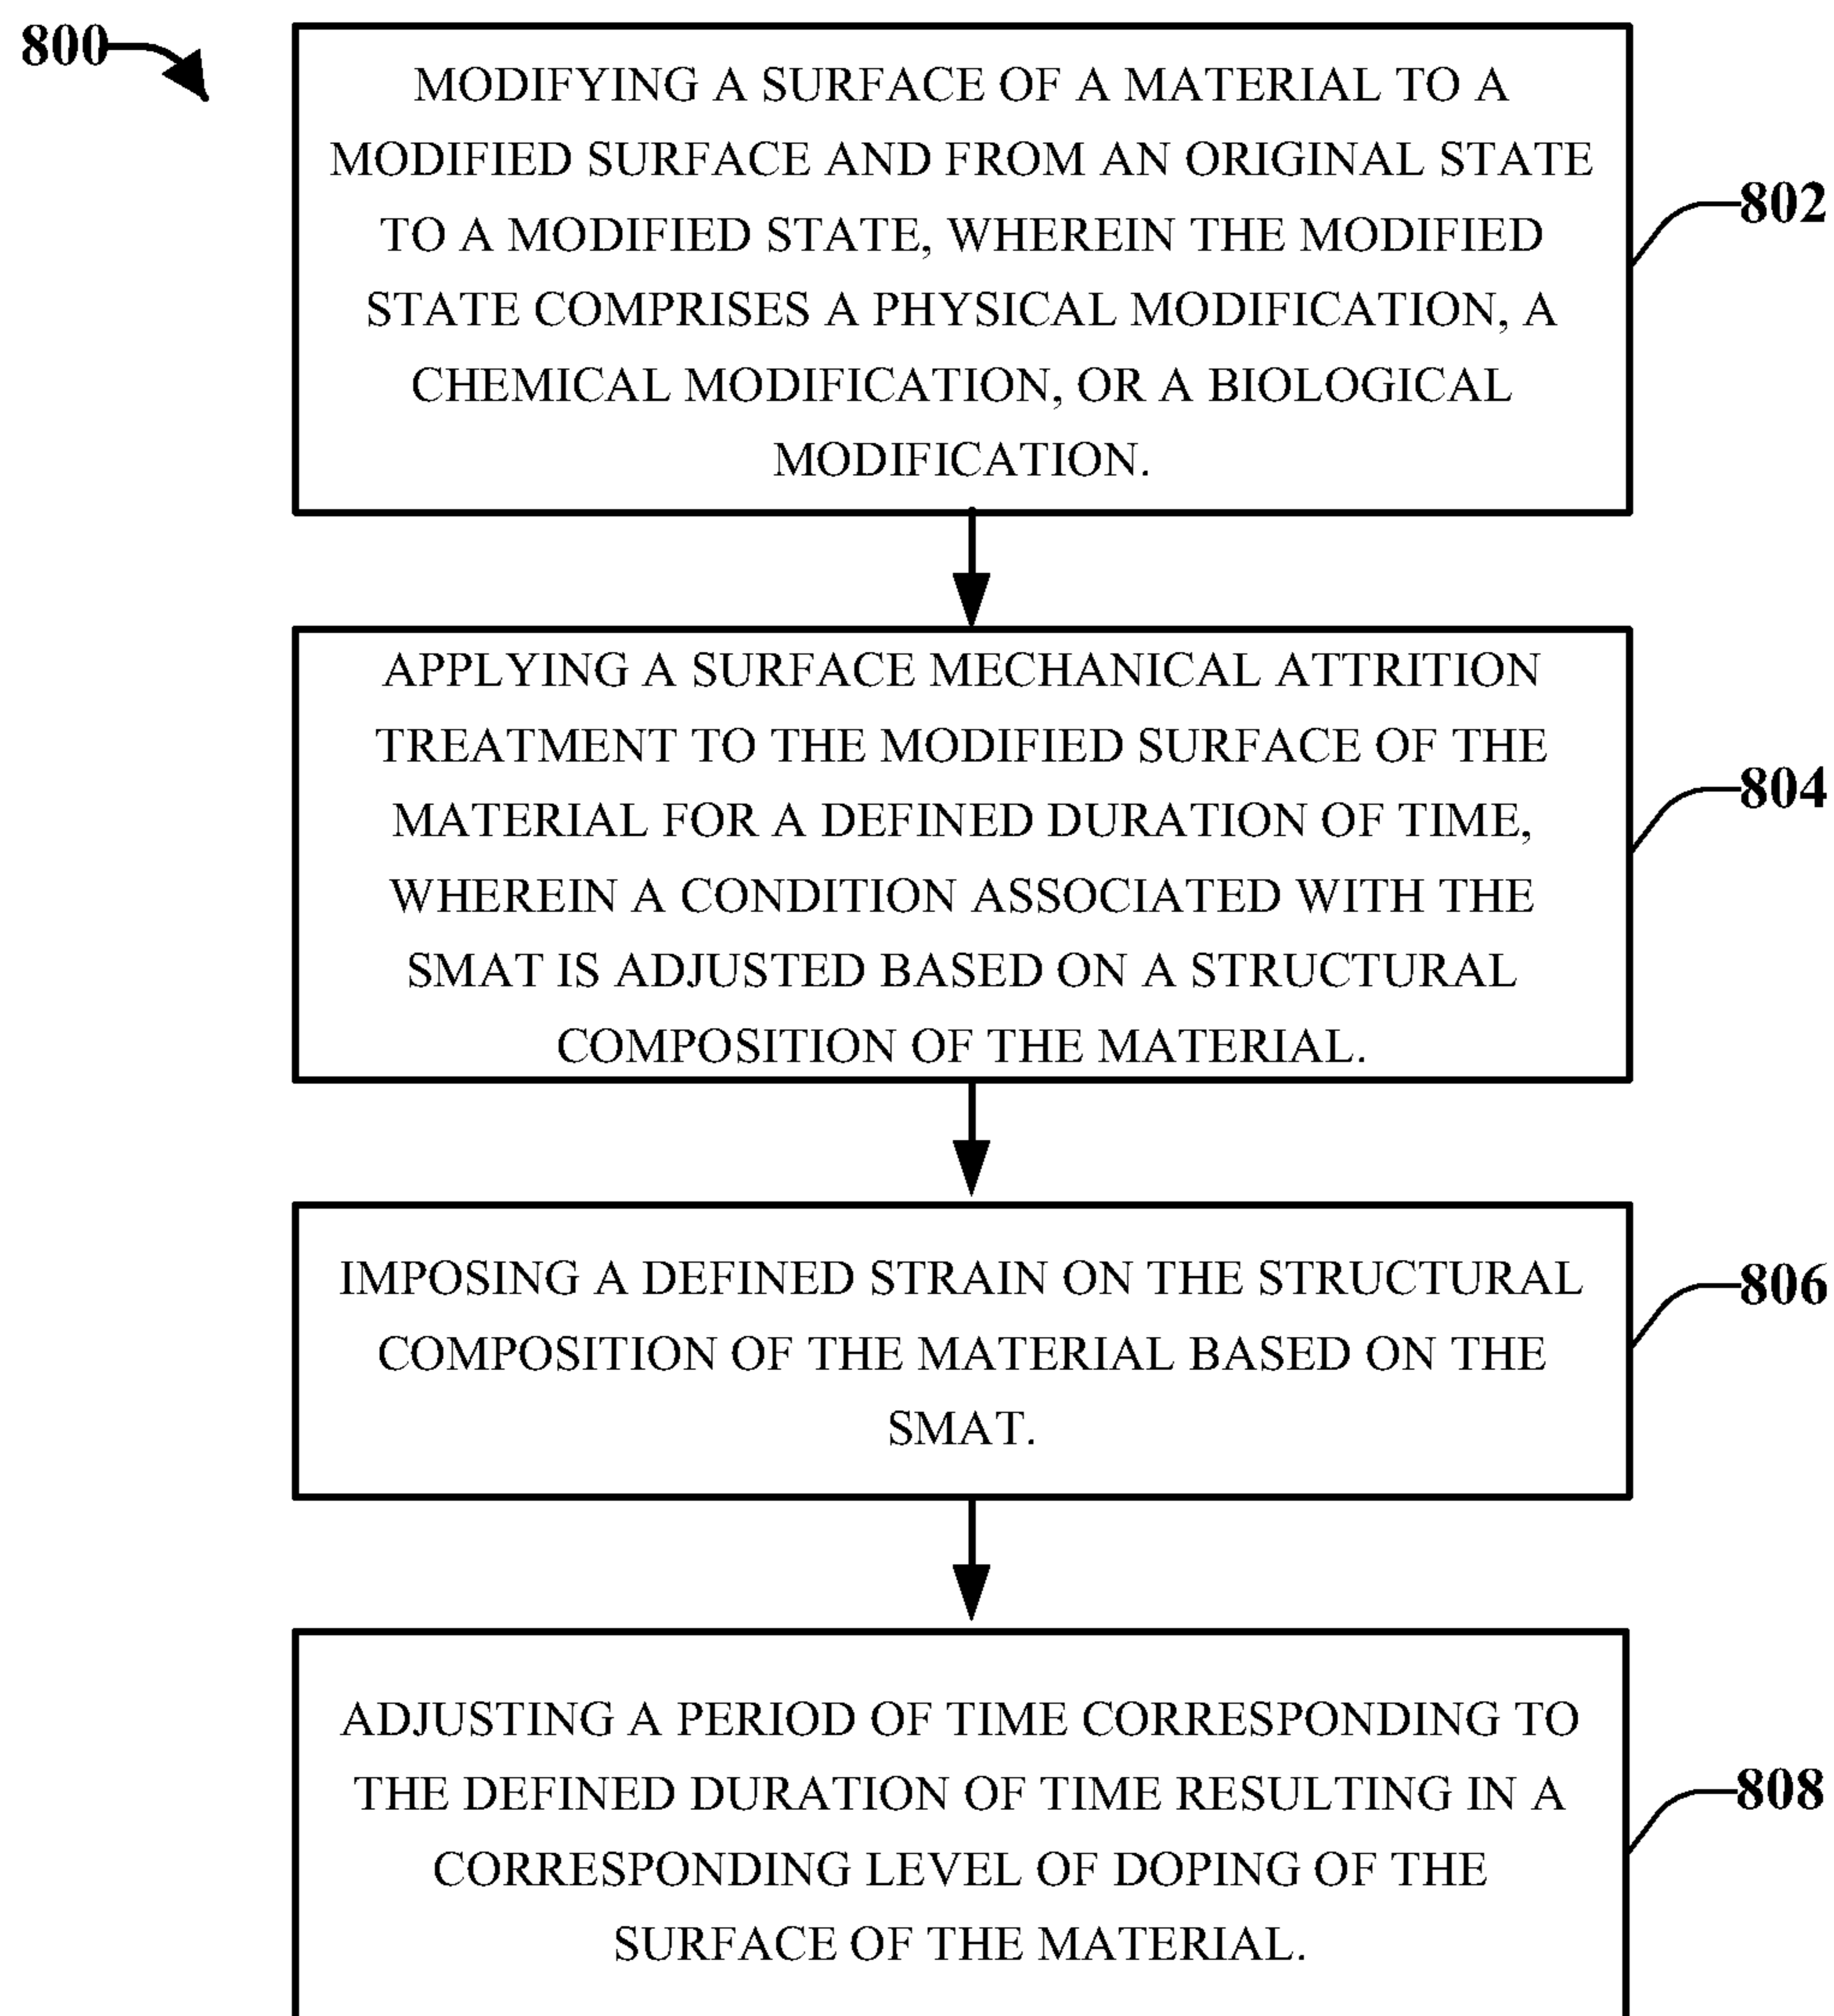 800
MODIFYING A SURFACE OF A MATERIAL TO A
MODIFIED SURFACE AND FROM AN ORIGINAL STATE
TO A MODIFIED STATE, WHEREIN THE MODIFIED
STATE COMPRISES A PHYSICAL MODIFICATION, A
CHEMICAL MODIFICATION, OR A BIOLOGICAL
MODIFICATION.
802
APPLYING A SURFACE MECHANICAL ATTRITION
TREATMENT TO THE MODIFIED SURFACE OF THE
MATERIAL FOR A DEFINED DURATION OF TIME,
WHEREIN A CONDITION ASSOCIATED WITH THE
SMAT IS ADJUSTED BASED ON A STRUCTURAL
COMPOSITION OF THE MATERIAL.
804
IMPOSING A DEFINED STRAIN ON THE STRUCTURAL
COMPOSITION OF THE MATERIAL BASED ON THE
SMAT.
806
ADJUSTING A PERIOD OF TIME CORRESPONDING TO
THE DEFINED DURATION OF TIME RESULTING IN A
CORRESPONDING LEVEL OF DOPING OF THE
SURFACE OF THE MATERIAL.
808